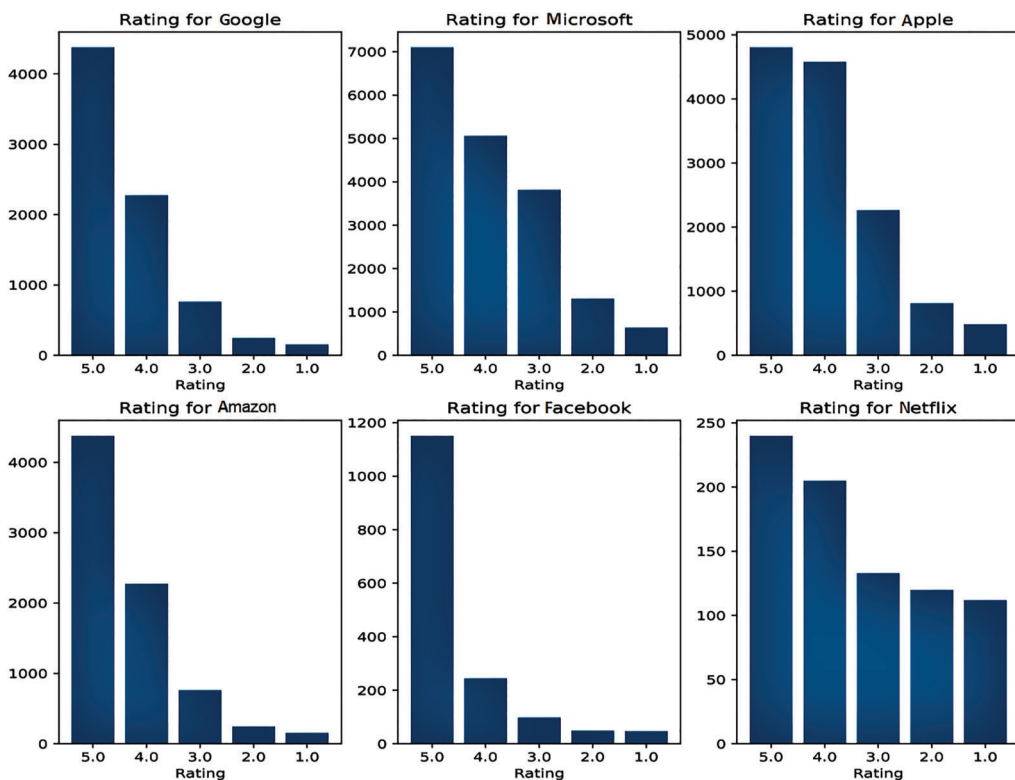 Rating for Google
4000
3000
2000
1000
0
5.0 4.0 3.0 2.0 1.0
Rating
Rating for Microsoft
7000
6000
5000
4000
3000
2000
1000
0
5.0 4.0 3.0 2.0 1.0
Rating
Rating for Apple
5000
4000
3000
2000
1000
0
5.0 4.0 3.0 2.0 1.0
Rating
Rating for Amazon
4000
3000
2000
1000
0
5.0 4.0 3.0 2.0 1.0
Rating
Rating for Facebook
1200
1000
800
600
400
200
0
5.0 4.0 3.0 2.0 1.0
Rating
Rating for Netflix
250
200
150
100
50
0
5.0 4.0 3.0 2.0 1.0
Rating